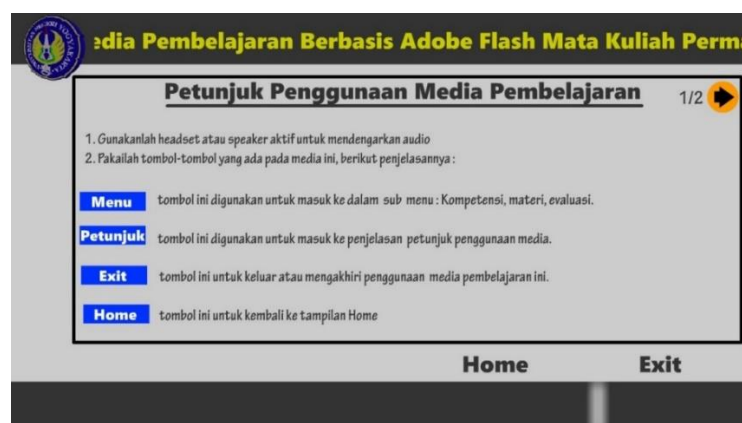 edia Pembelajaran Berbasis Adobe Flash Mata Kuliah Perm
Petunjuk Penggunaan Media Pembelajaran
1/2
1. Gunakanlah headset atau speaker aktif untuk mendengarkan audio
2. Pakailah tombol-tombol yang ada pada media ini, berikut penjelasannya :
Menu tombol ini digunakan untuk masuk ke dalam sub menu : Kompetensi, materi, evaluasi.
Petunjuk tombol ini digunakan untuk masuk ke penjelasan petunjuk penggunaan media.
Exit tombol ini untuk keluar atau mengakhiri penggunaan media pembelajaran ini.
Home tombol ini untuk kembali ke tampilan Home
Home Exit